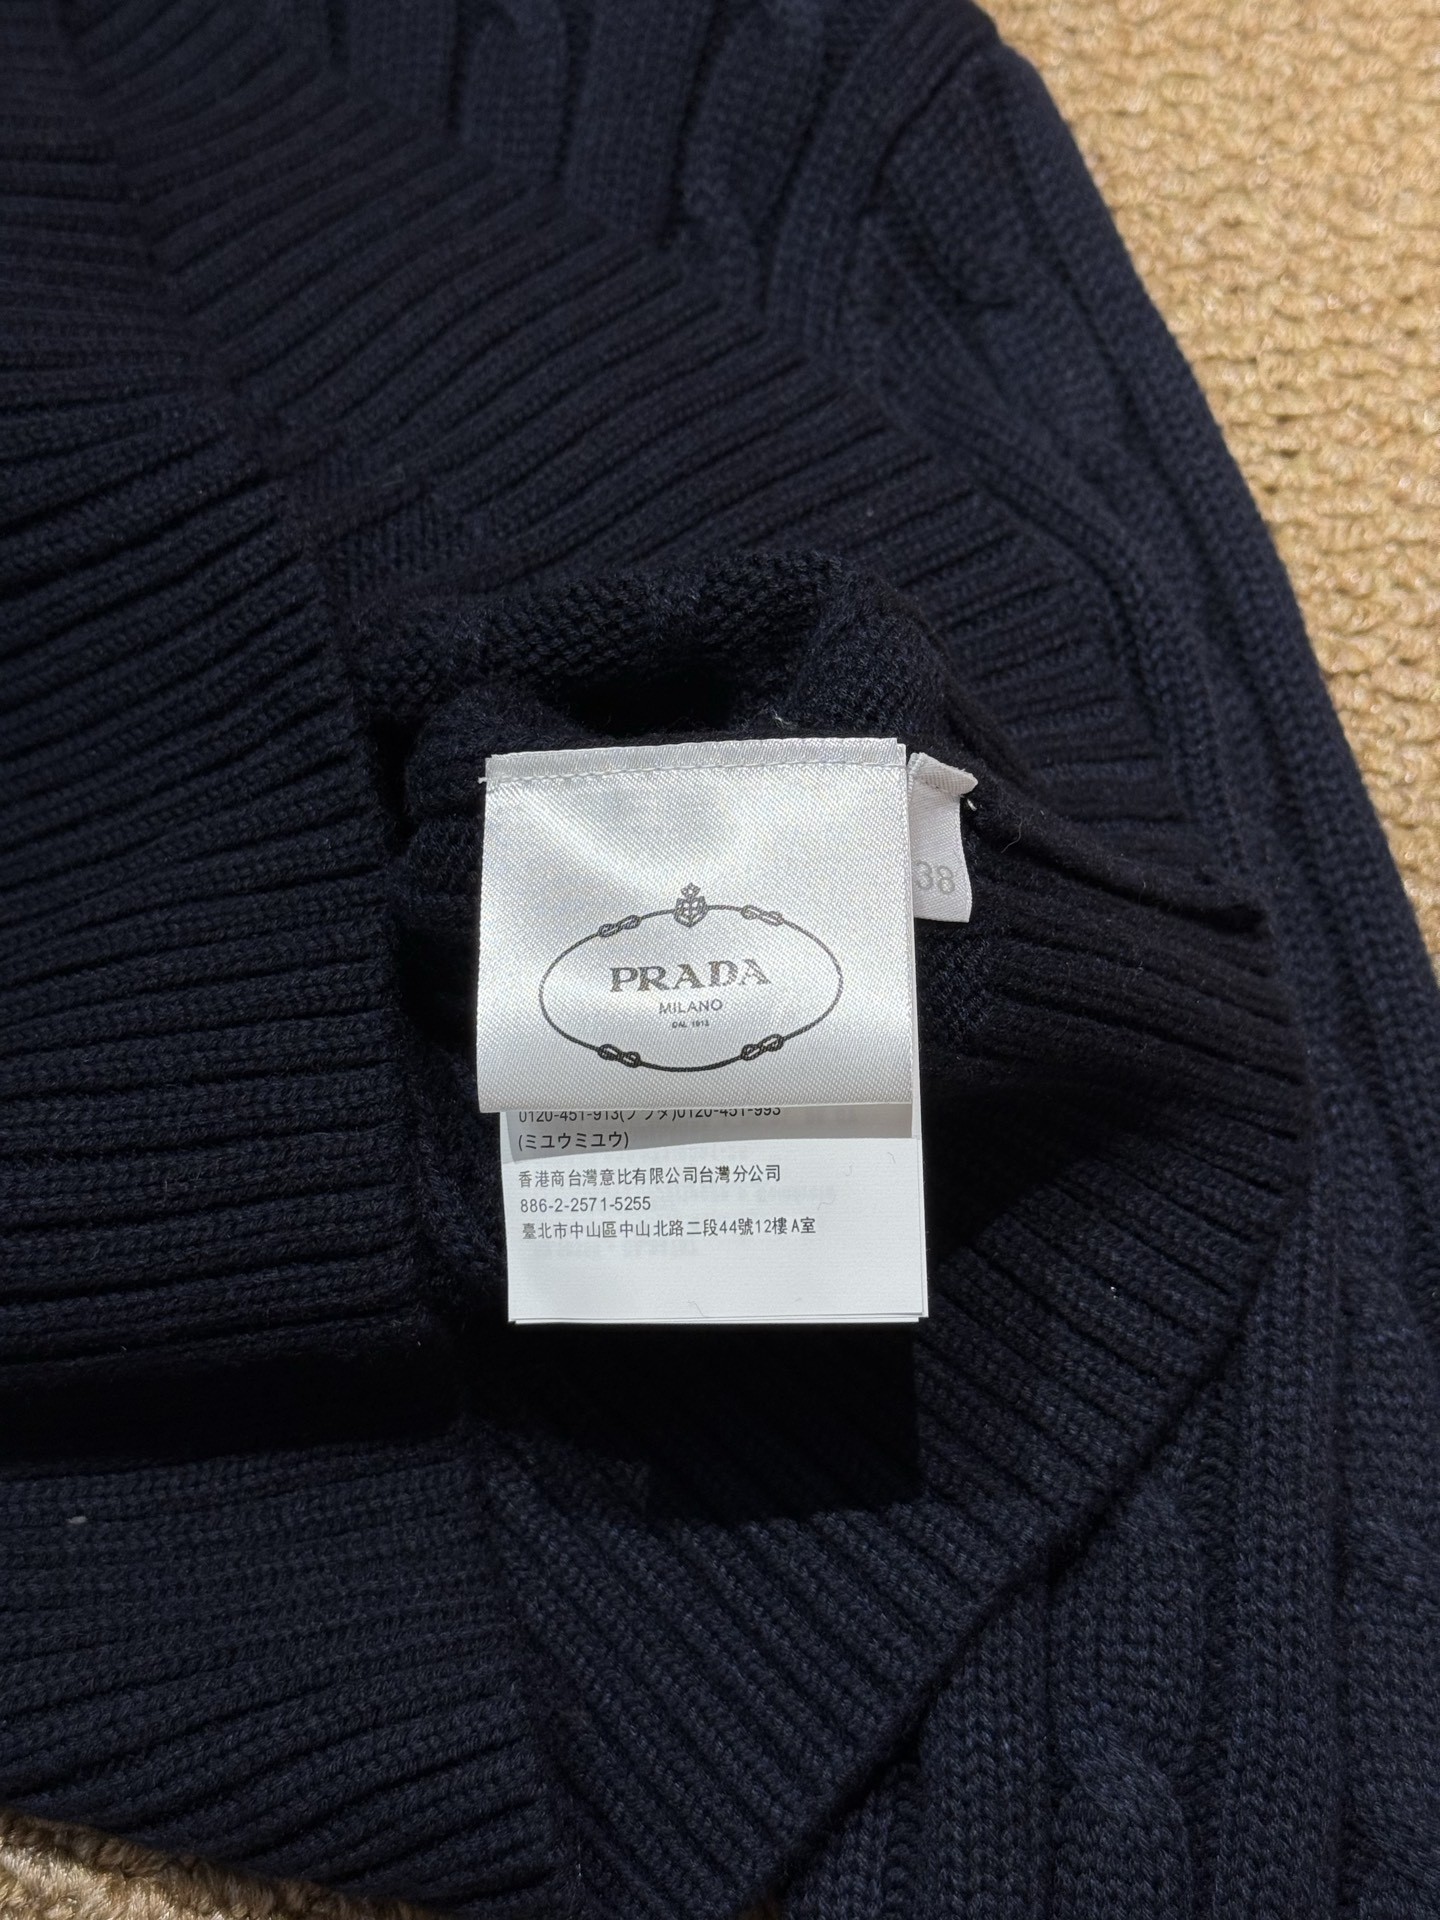 38
PRADA
MILANO
DAL 1913
0120-451-913(プラダ)0120-451-993
(ミユウミユウ)
香港商台灣意比有限公司台灣分公司
886-2-2571-5255
臺北市中山區中山北路二段44號12樓A室